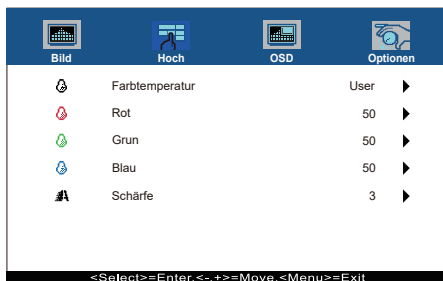 Bild Hoch OSD Optionen
Farbtemperatur User
Rot 50
Grun 50
Blau 50
Schärfe 3
<Select>=Enter,<-,+>=Move,<Menu>=Exit